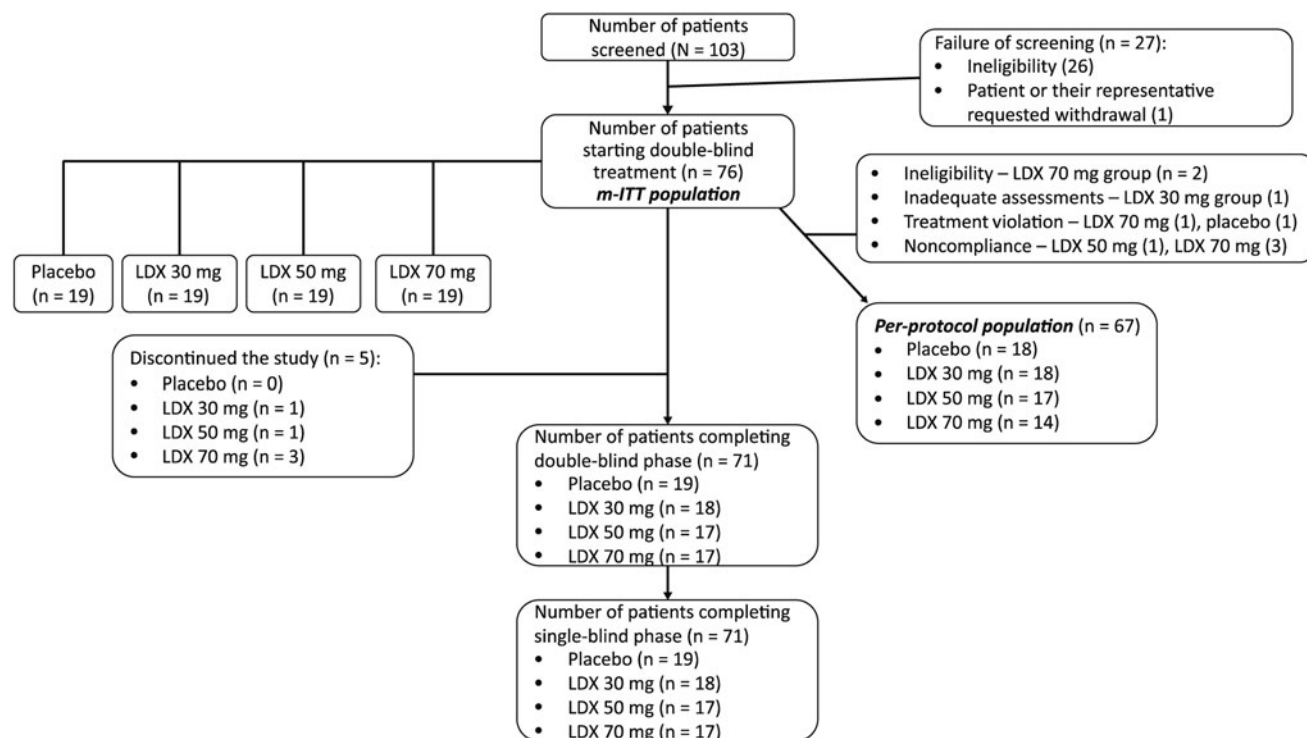 Number of patients
screened (N = 103)
Failure of screening (n = 27):
• Ineligibility (26)
• Patient or their representative
requested withdrawal (1)
Number of patients
starting double-blind
treatment (n = 76)
m-ITT population
• Ineligibility – LDX 70 mg group (n = 2)
• Inadequate assessments – LDX 30 mg group (1)
• Treatment violation – LDX 70 mg (1), placebo (1)
• Noncompliance – LDX 50 mg (1), LDX 70 mg (3)
Placebo
(n = 19)
LDX 30 mg
(n = 19)
LDX 50 mg
(n = 19)
LDX 70 mg
(n = 19)
Per-protocol population (n = 67)
• Placebo (n = 18)
• LDX 30 mg (n = 18)
• LDX 50 mg (n = 17)
• LDX 70 mg (n = 14)
Discontinued the study (n = 5):
• Placebo (n = 0)
• LDX 30 mg (n = 1)
• LDX 50 mg (n = 1)
• LDX 70 mg (n = 3)
Number of patients completing
double-blind phase (n = 71)
• Placebo (n = 19)
• LDX 30 mg (n = 18)
• LDX 50 mg (n = 17)
• LDX 70 mg (n = 17)
Number of patients completing
single-blind phase (n = 71)
• Placebo (n = 19)
• LDX 30 mg (n = 18)
• LDX 50 mg (n = 17)
• LDX 70 mg (n = 17)